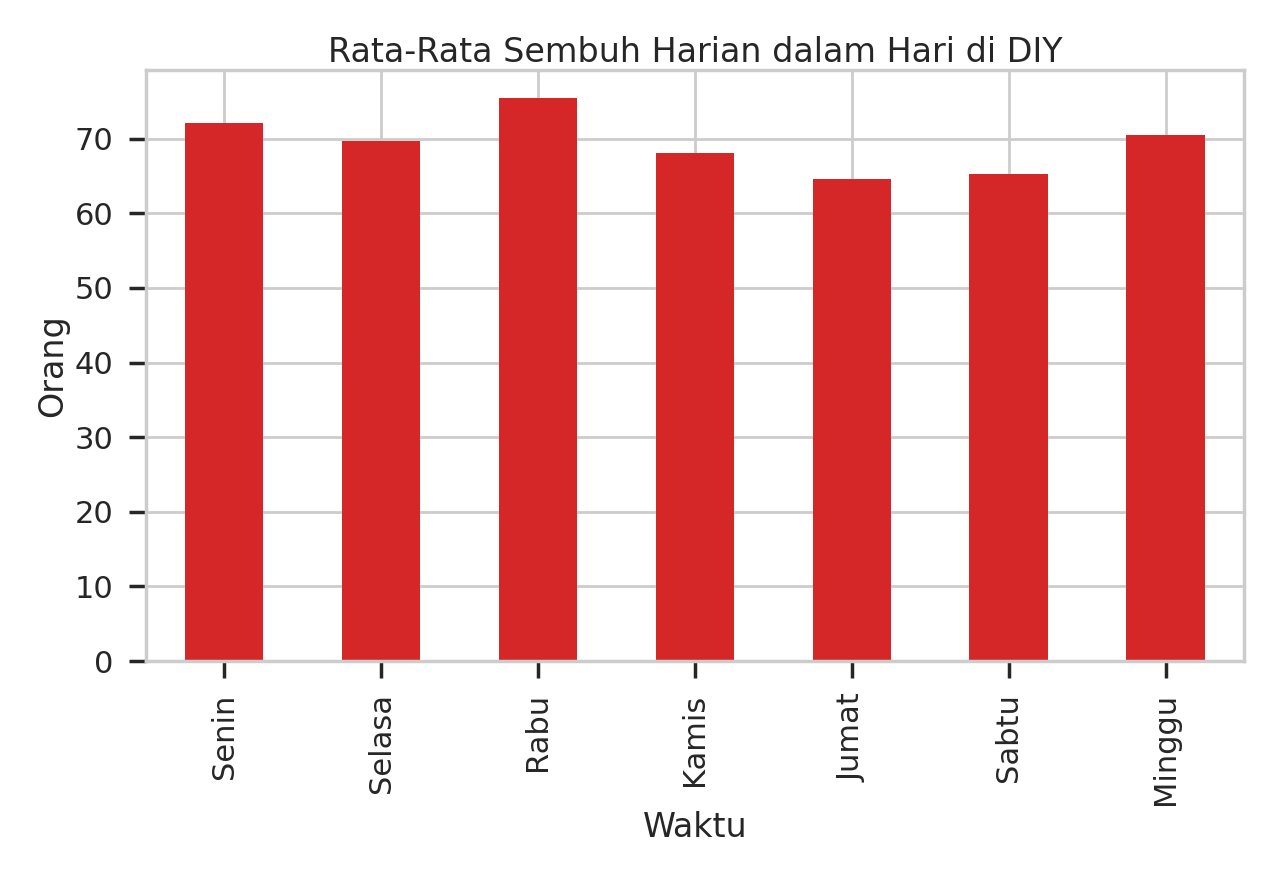 Rata-Rata Sembuh Harian dalam Hari di DIY
70
60
50
40
30
20
10
0
Orang
Senin
Selasa
Rabu
Kamis
Jumat
Sabtu
Minggu
Waktu